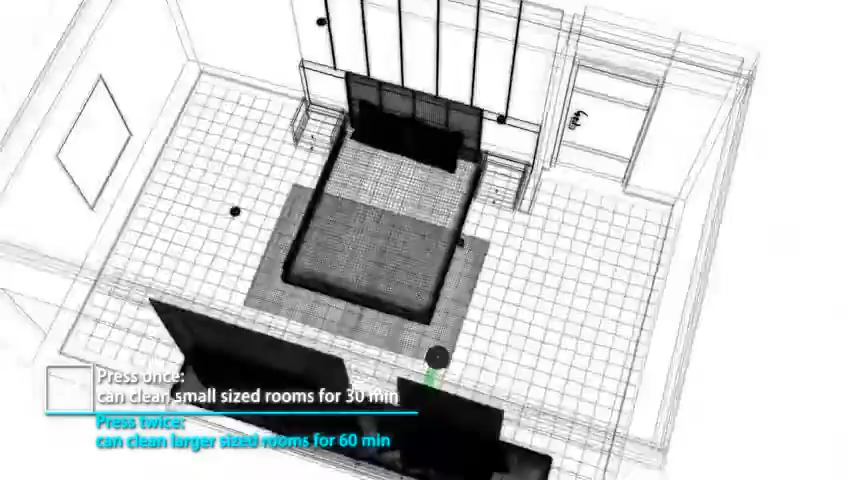 Press once:
can clean small sized rooms for 30 min
Press twice:
can clean larger sized rooms for 60 min